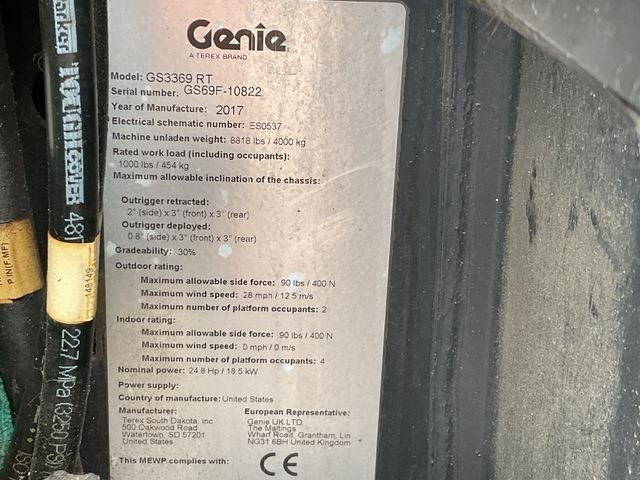 Genie
A TEREX BRAND
Model: GS3369 RT
Serial number. GS69F-10822
Year of Manufacture: 2017
Electrical schematic number: ES0537
Machine unladen weight: 8818 lbs / 4000 kg
Rated work load (including occupants):
1000 lbs / 454 kg
Maximum allowable inclination of the chassis:
Outrigger retracted:
2° (side) x 3° (front) x 3° (rear)
Outrigger deployed:
0.8° (side) x 3° (front) x 3° (rear)
Gradeability: 30%
Outdoor rating:
Maximum allowable side force: 90 lbs / 400 N
Maximum wind speed: 28 mph / 12.5 m/s
Maximum number of platform occupants: 2
Indoor rating:
Maximum allowable side force: 90 lbs / 400 N
Maximum wind speed: 0 mph / 0 m/s
Maximum number of platform occupants: 4
Nominal power: 24.8 Hp / 18.5 kW
Power supply:
Country of manufacture: United States
Manufacturer:
Terex South Dakota, Inc
500 Oakwood Road
Watertown, SD 57201
United States
European Representative:
Genie UK LTD
The Maltings
Wharf Road, Grantham, Lin
NG31 6BH United Kingdom
This MEWP complies with: CE
Parker
48T
148149
22,7 MPa (3250
P.IN(F.MF)